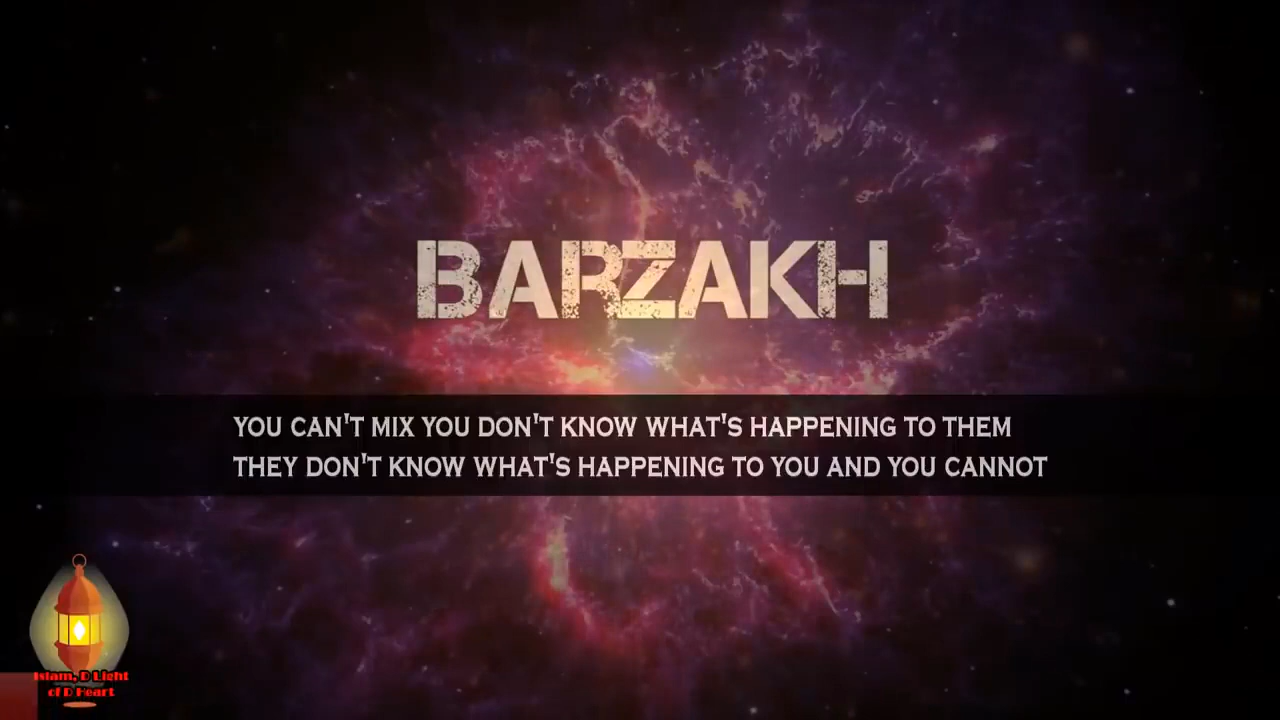 BARZAKH
YOU CAN'T MIX YOU DON'T KNOW WHAT'S HAPPENING TO THEM
THEY DON'T KNOW WHAT'S HAPPENING TO YOU AND YOU CANNOT
Islam, D Light
of D Heart